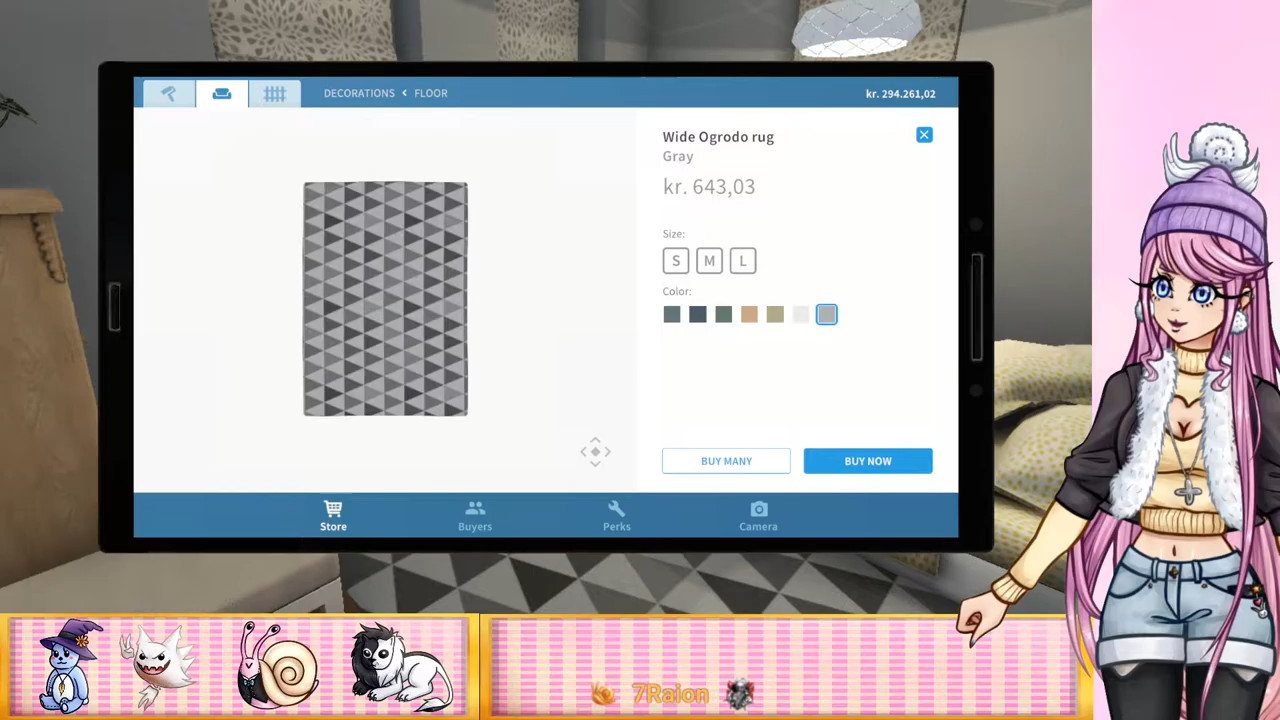 DECORATIONS < FLOOR
kr. 294.261,02
Wide Ogrodo rug
Gray
kr. 643,03
Size:
S M L
Color:
BUY MANY
BUY NOW
Store
Buyers
Perks
Camera
7Raion